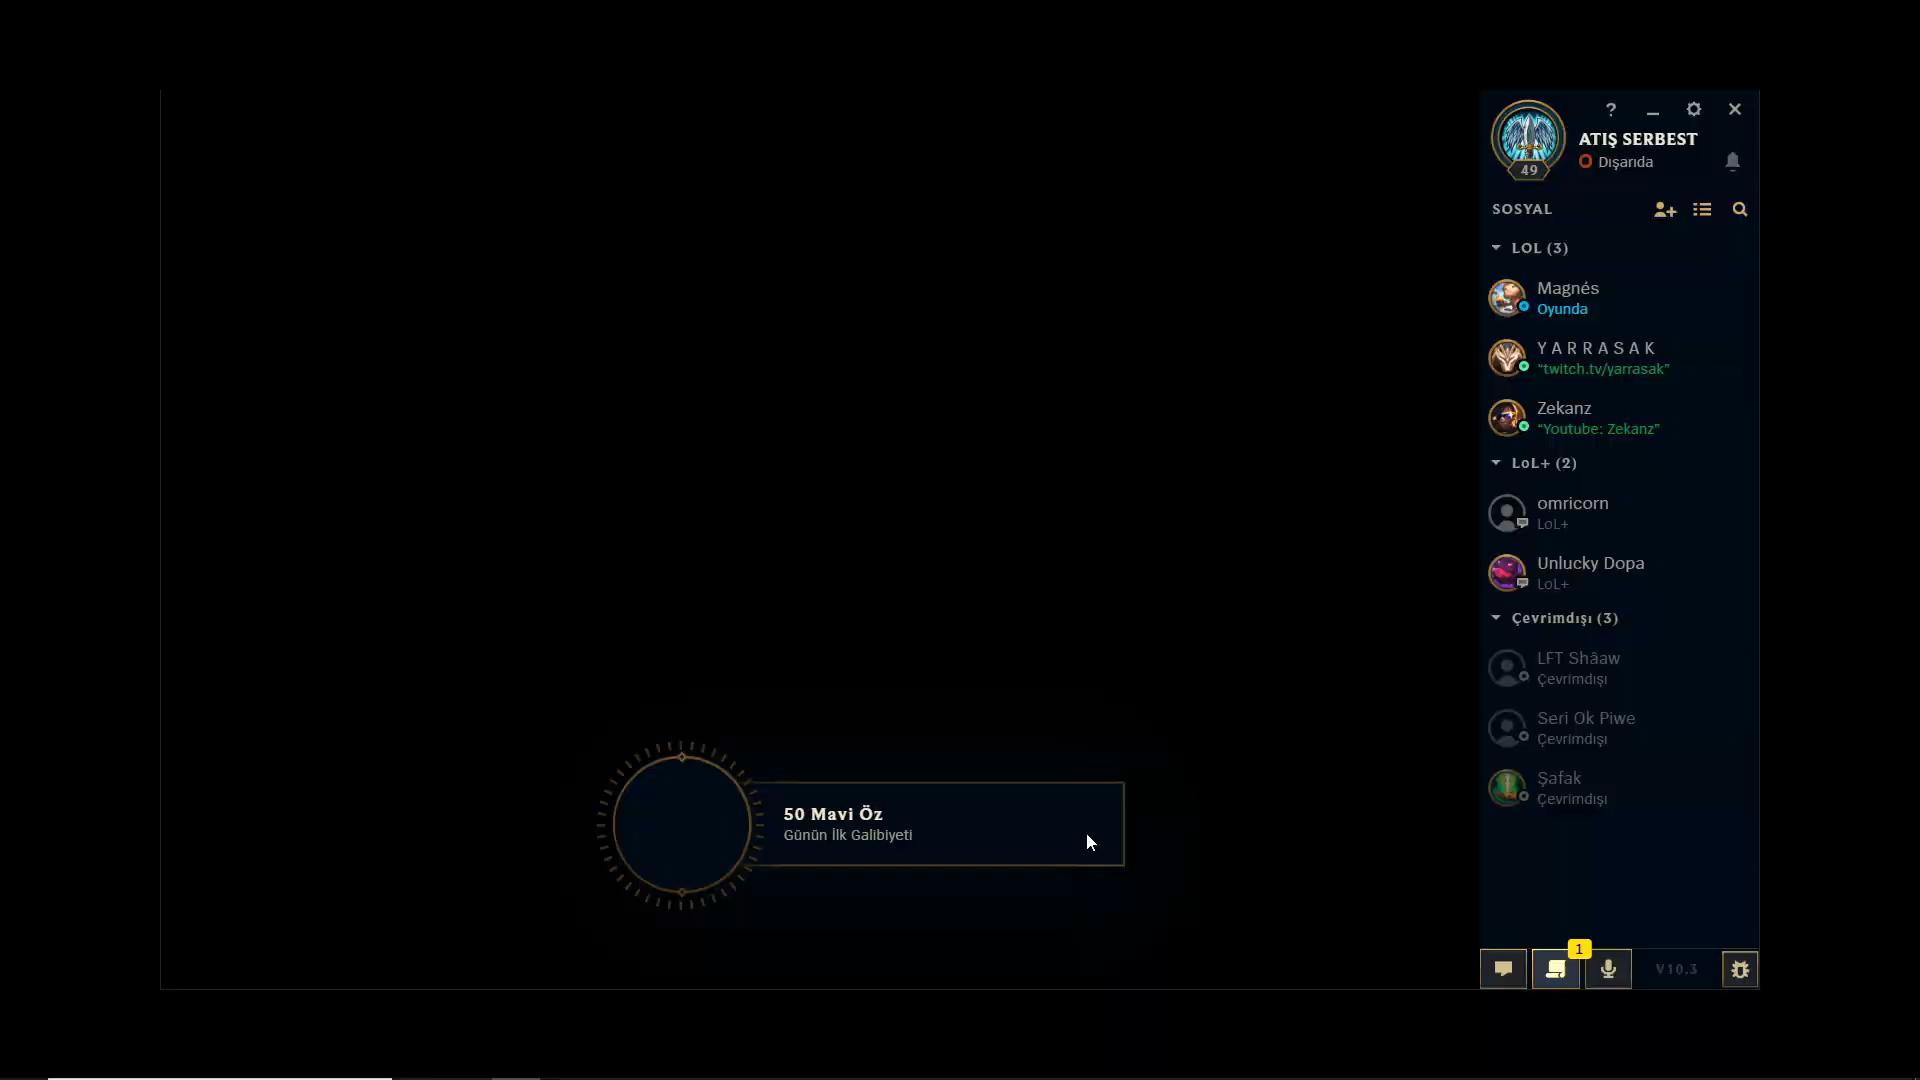 ?
ATIŞ SERBEST
Dışarıda
49
SOSYAL
LOL (3)
Magnés
Oyunda
Y A R R A S A K
"twitch.tv/yarrasak"
Zekanz
"Youtube: Zekanz"
LoL+ (2)
omricorn
LoL+
Unlucky Dopa
LoL+
Çevrimdışı (3)
LFT Shâaw
Çevrimdışı
Seri Ok Piwe
Çevrimdışı
Şafak
Çevrimdışı
50 Mavi Öz
Günün İlk Galibiyeti
1
V10.3